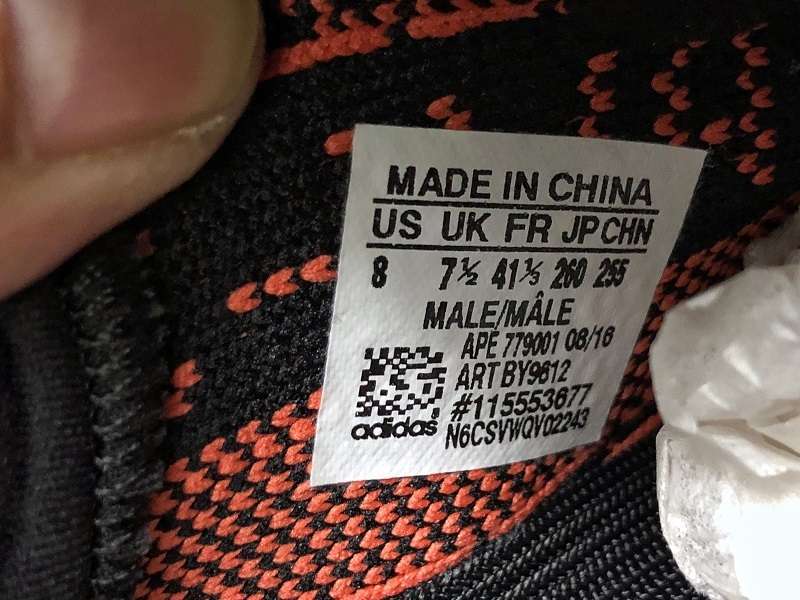 MADE IN CHINA
US UK FR JP CHN
8 7½ 41⅓ 260 255
MALE/MÂLE
APE 779001 08/16
ART BY9612
#115553677
adidas N6CSVWQV02243